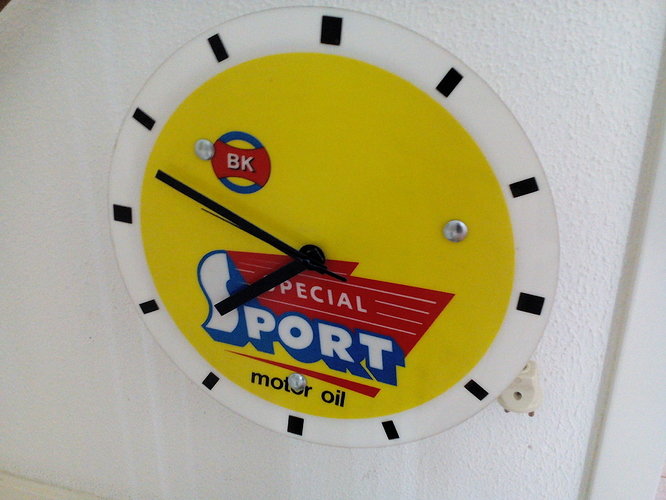 BK
SPECIAL
SPORT
motor oil